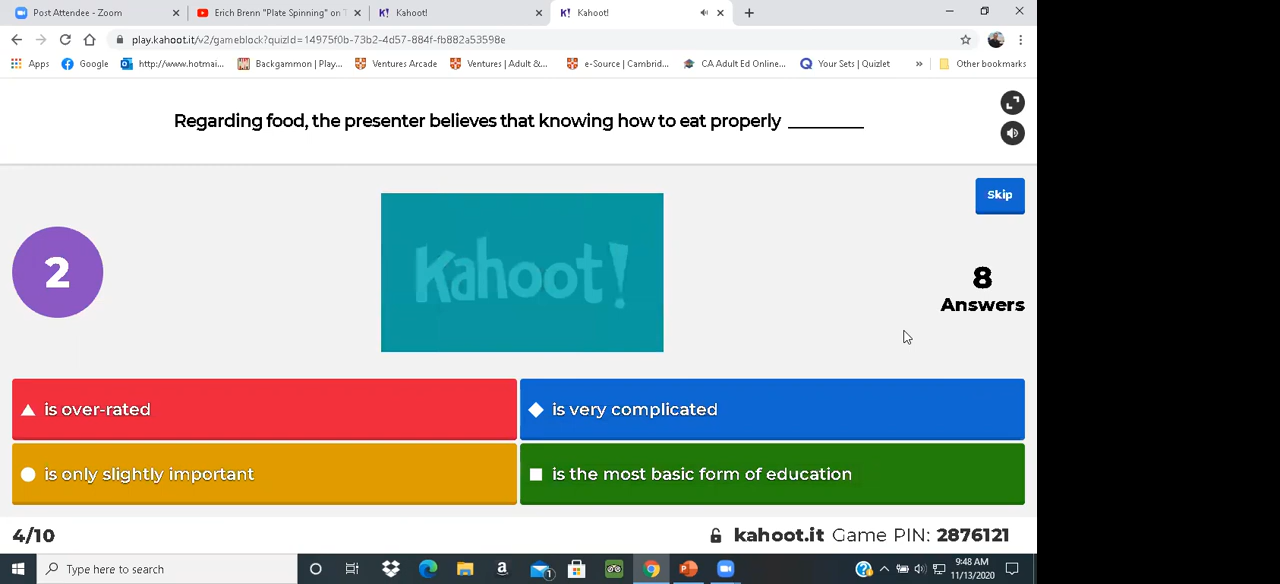 Post Attendee - Zoom
Erich Brenn "Plate Spinning" on
Kahoot!
Kahoot!
play.kahoot.it/v2/gameblock?quizId=14975f0b-73b2-4d57-884f-fb882a53598e
Apps
Google
http://www.hotmai...
Backgammon | Play...
Ventures Arcade
Ventures | Adult &...
e-Source | Cambrid...
CA Adult Ed Online...
Your Sets | Quizlet
»
Other bookmarks
Regarding food, the presenter believes that knowing how to eat properly ________
Skip
2
Kahoot!
8
Answers
is over-rated
is very complicated
is only slightly important
is the most basic form of education
4/10
kahoot.it Game PIN: 2876121
Type here to search
9:48 AM
11/13/2020